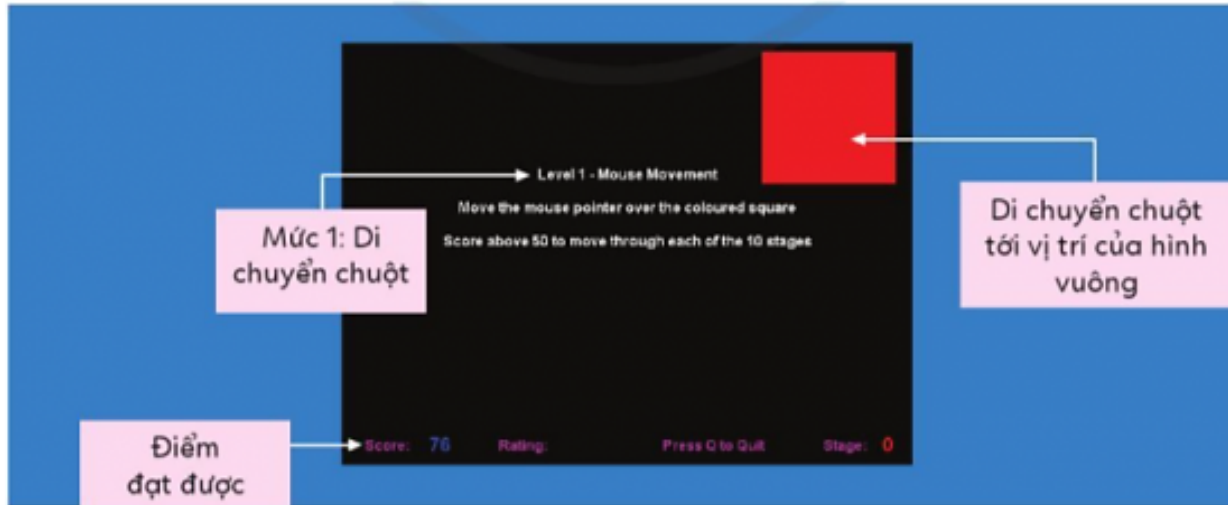 Level 1 - Mouse Movement
Move the mouse pointer over the coloured square
Score above 50 to move through each of the 10 stages
Mức 1: Di
chuyển chuột
Di chuyển chuột
tới vị trí của hình
vuông
Điểm
đạt được
Score: 76 Rating: Press Q to Quit Stage: 0